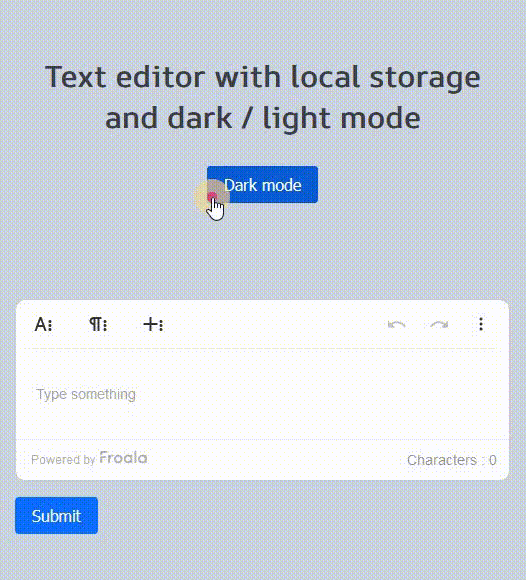 Text editor with local storage
and dark / light mode
Dark mode
A
¶
Type something
Powered by Froala
Characters : 0
Submit